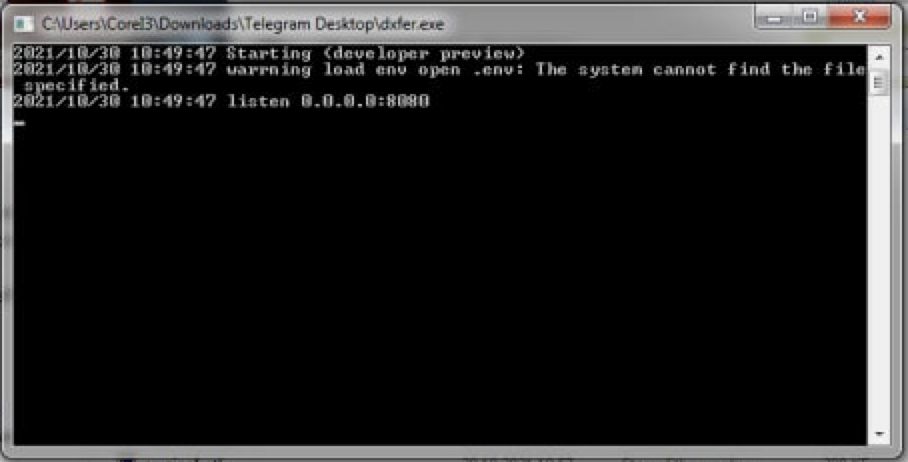 C:\Users\CoreI3\Downloads\Telegram Desktop\dxfer.exe
2021/10/30 10:49:47 Starting (developer preview)
2021/10/30 10:49:47 warrning load env open .env: The system cannot find the file
specified.
2021/10/30 10:49:47 listen 0.0.0.0:8080